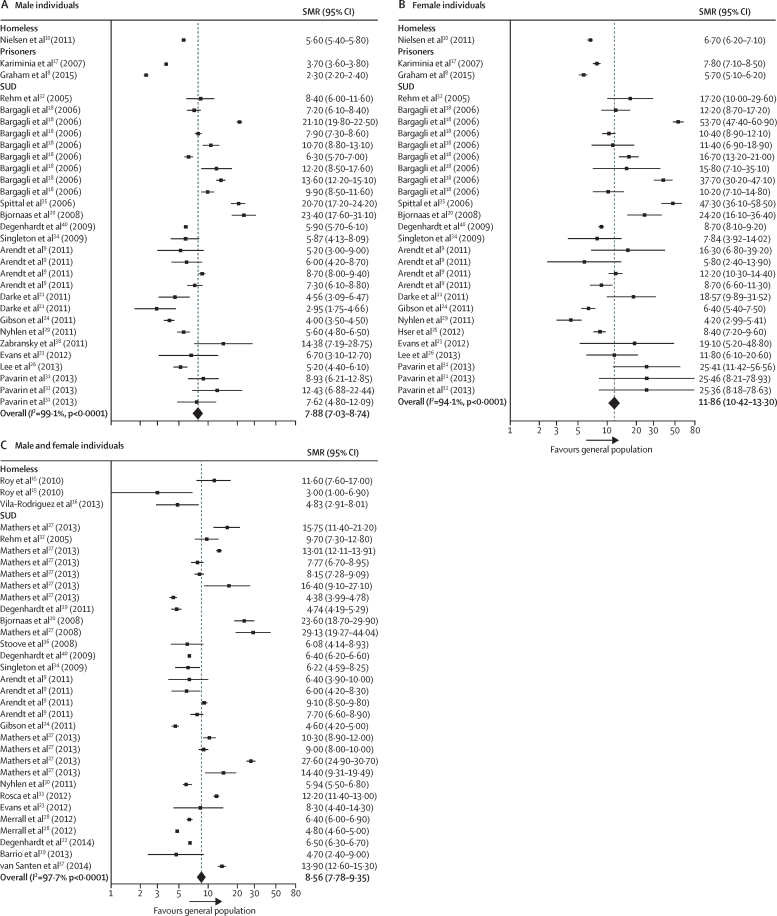 A Male individuals
SMR (95% CI)
Homeless
Nielsen et al¹⁰(2011) 5·60 (5·40–5·80)
Prisoners
Kariminia et al¹⁷ (2007) 3·70 (3·60–3·80)
Graham et al⁸ (2015) 2·30 (2·20–2·40)
SUD
Rehm et al³² (2005) 8·40 (6·00–11·60)
Bargagli et al¹⁸ (2006) 7·20 (6·10–8·40)
Bargagli et al¹⁸ (2006) 21·10 (19·80–22·50)
Bargagli et al¹⁸ (2006) 7·90 (7·30–8·60)
Bargagli et al¹⁸ (2006) 10·70 (8·80–13·10)
Bargagli et al¹⁸ (2006) 6·30 (5·70–7·00)
Bargagli et al¹⁸ (2006) 12·20 (8·50–17·60)
Bargagli et al¹⁸ (2006) 13·60 (12·20–15·10)
Bargagli et al¹⁸ (2006) 9·90 (8·50–11·60)
Spittal et al³⁵ (2006) 20·70 (17·20–24·20)
Bjornaas et al²⁰ (2008) 23·40 (17·60–31·10)
Degenhardt et al⁴⁰ (2009) 5·90 (5·70–6·10)
Singleton et al³⁴ (2009) 5·87 (4·13–8·09)
Arendt et al⁹ (2011) 5·20 (3·00–9·00)
Arendt et al⁹ (2011) 6·00 (4·20–8·70)
Arendt et al⁹ (2011) 8·70 (8·00–9·40)
Arendt et al⁹ (2011) 7·30 (6·10–8·80)
Darke et al²¹ (2011) 4·56 (3·09–6·47)
Darke et al²¹ (2011) 2·95 (1·75–4·66)
Gibson et al²⁴ (2011) 4·00 (3·50–4·50)
Nyhlen et al²⁹ (2011) 5·60 (4·80–6·50)
Zabransky et al³⁸ (2011) 14·38 (7·19–28·75)
Evans et al²³ (2012) 6·70 (3·10–12·70)
Lee et al²⁶ (2013) 5·20 (4·40–6·10)
Pavarin et al³¹ (2013) 8·93 (6·21–12·85)
Pavarin et al³¹ (2013) 12·43 (6·88–22·44)
Pavarin et al³¹ (2013) 7·62 (4·80–12·09)
Overall (I²=99·1%, p<0·0001) 7·88 (7·03–8·74)
B Female individuals
SMR (95% CI)
Homeless
Nielsen et al¹⁰ (2011) 6·70 (6·20–7·10)
Prisoners
Kariminia et al¹⁷ (2007) 7·80 (7·10–8·50)
Graham et al⁸ (2015) 5·70 (5·10–6·20)
SUD
Rehm et al³² (2005) 17·20 (10·00–29·60)
Bargagli et al¹⁸ (2006) 12·20 (8·70–17·20)
Bargagli et al¹⁸ (2006) 53·70 (47·40–60·90)
Bargagli et al¹⁸ (2006) 10·40 (8·90–12·10)
Bargagli et al¹⁸ (2006) 11·40 (6·90–18·90)
Bargagli et al¹⁸ (2006) 16·70 (13·20–21·00)
Bargagli et al¹⁸ (2006) 15·80 (7·10–35·10)
Bargagli et al¹⁸ (2006) 37·70 (30·20–47·10)
Bargagli et al¹⁸ (2006) 10·20 (7·10–14·80)
Spittal et al³⁵ (2006) 47·30 (36·10–58·50)
Bjornaas et al²⁰ (2008) 24·20 (16·10–36·40)
Degenhardt et al⁴⁰ (2009) 8·70 (8·10–9·20)
Singleton et al³⁴ (2009) 7·84 (3·92–14·02)
Arendt et al⁹ (2011) 16·30 (6·80–39·20)
Arendt et al⁹ (2011) 5·80 (2·40–13·90)
Arendt et al⁹ (2011) 12·20 (10·30–14·40)
Arendt et al⁹ (2011) 8·70 (6·60–11·30)
Darke et al²¹ (2011) 18·57 (9·89–31·52)
Gibson et al²⁴ (2011) 6·40 (5·40–7·50)
Nyhlen et al²⁹ (2011) 4·20 (2·99–5·41)
Hser et al²⁵ (2012) 8·40 (7·20–9·60)
Evans et al²³ (2012) 19·10 (5·20–48·80)
Lee et al²⁶ (2013) 11·80 (6·10–20·60)
Pavarin et al³¹ (2013) 25·41 (11·42–56·56)
Pavarin et al³¹ (2013) 25·46 (8·21–78·93)
Pavarin et al³¹ (2013) 25·36 (8·18–78·63)
Overall (I²=94·1%, p<0·0001) 11·86 (10·42–13·30)
1 2 3 5 10 20 30 50 80
Favours general population
C Male and female individuals
SMR (95% CI)
Homeless
Roy et al¹⁵ (2010) 11·60 (7·60–17·00)
Roy et al¹⁵ (2010) 3·00 (1·00–6·90)
Vila-Rodriguez et al¹⁶ (2013) 4·83 (2·91–8·01)
SUD
Mathers et al²⁷ (2013) 15·75 (11·40–21·20)
Rehm et al³² (2005) 9·70 (7·30–12·80)
Mathers et al²⁷ (2013) 13·01 (12·11–13·91)
Mathers et al²⁷ (2013) 7·77 (6·70–8·95)
Mathers et al²⁷ (2013) 8·15 (7·28–9·09)
Mathers et al²⁷ (2013) 16·40 (9·10–27·10)
Mathers et al²⁷ (2013) 4·38 (3·99–4·78)
Degenhardt et al³⁹ (2011) 4·74 (4·19–5·29)
Bjornaas et al²⁰ (2008) 23·60 (18·70–29·90)
Mathers et al²⁷ (2008) 29·13 (19·27–44·04)
Stoove et al³⁶ (2008) 6·08 (4·14–8·93)
Degenhardt et al⁴⁰ (2009) 6·40 (6·20–6·60)
Singleton et al³⁴ (2009) 6·22 (4·59–8·25)
Arendt et al⁹ (2011) 6·40 (3·90–10·00)
Arendt et al⁹ (2011) 6·00 (4·20–8·30)
Arendt et al⁹ (2011) 9·10 (8·50–9·80)
Arendt et al⁹ (2011) 7·70 (6·60–8·90)
Gibson et al²⁴ (2011) 4·60 (4·20–5·00)
Mathers et al²⁷ (2013) 10·30 (8·90–12·00)
Mathers et al²⁷ (2013) 9·00 (8·00–10·00)
Mathers et al²⁷ (2013) 27·60 (24·90–30·70)
Mathers et al²⁷ (2013) 14·40 (9·31–19·49)
Nyhlen et al³⁰ (2011) 5·94 (5·50–6·80)
Rosca et al³³ (2012) 12·20 (11·40–13·00)
Evans et al²³ (2012) 8·30 (4·40–14·30)
Merrall et al²⁸ (2012) 6·40 (6·00–6·90)
Merrall et al²⁸ (2012) 4·80 (4·60–5·00)
Degenhardt et al²² (2014) 6·50 (6·30–6·70)
Barrio et al¹⁹ (2013) 4·70 (2·40–9·00)
van Santen et al³⁷ (2014) 13·90 (12·60–15·30)
Overall (I²=97·7% p<0·0001) 8·56 (7·78–9·35)
1 2 3 5 10 20 30 50 80
Favours general population